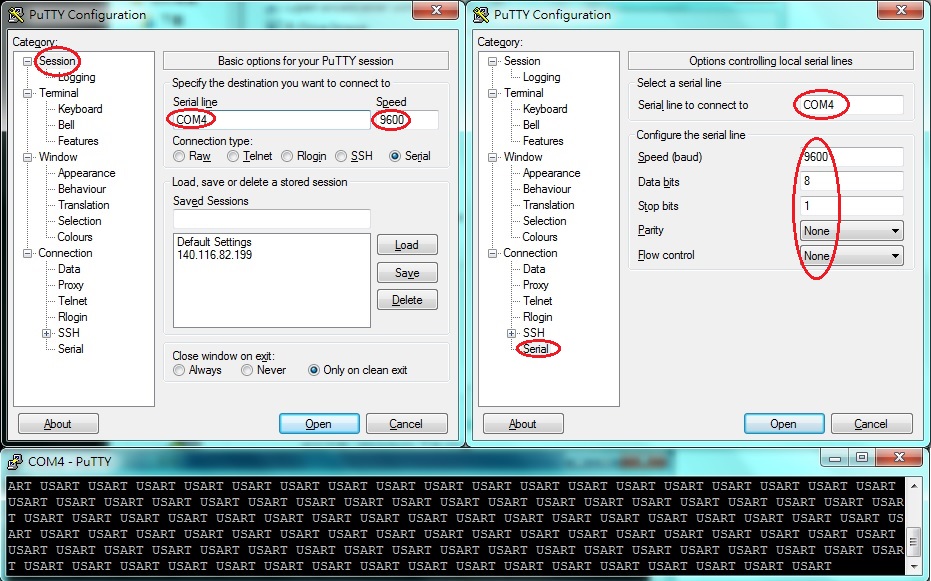 PuTTY Configuration
Category:
Session
Logging
Terminal
Keyboard
Bell
Features
Window
Appearance
Behaviour
Translation
Selection
Colours
Connection
Data
Proxy
Telnet
Rlogin
SSH
Serial
Basic options for your PuTTY session
Specify the destination you want to connect to
Serial line Speed
COM4 9600
Connection type:
Raw Telnet Rlogin SSH Serial
Load, save or delete a stored session
Saved Sessions
Default Settings
140.116.82.199
Load
Save
Delete
Close window on exit:
Always Never Only on clean exit
About Open Cancel
PuTTY Configuration
Category:
Session
Logging
Terminal
Keyboard
Bell
Features
Window
Appearance
Behaviour
Translation
Selection
Colours
Connection
Data
Proxy
Telnet
Rlogin
SSH
Serial
Options controlling local serial lines
Select a serial line
Serial line to connect to COM4
Configure the serial line
Speed (baud) 9600
Data bits 8
Stop bits 1
Parity None
Flow control None
About Open Cancel
COM4 - PuTTY
ART USART USART USART USART USART USART USART USART USART USART USART USART USART USART USART USART USART USART
USART USART USART USART USART USART USART USART USART USART USART USART USART USART USART USART USART USART USAR
T USART USART USART USART USART USART USART USART USART USART USART USART USART USART USART USART USART USART US
ART USART USART USART USART USART USART USART USART USART USART USART USART USART USART USART USART USART USART
USART USART USART USART USART USART USART USART USART USART USART USART USART USART USART USART USART USART USAR
T USART USART USART USART USART USART USART USART USART USART USART USART USART USART USART USART USART